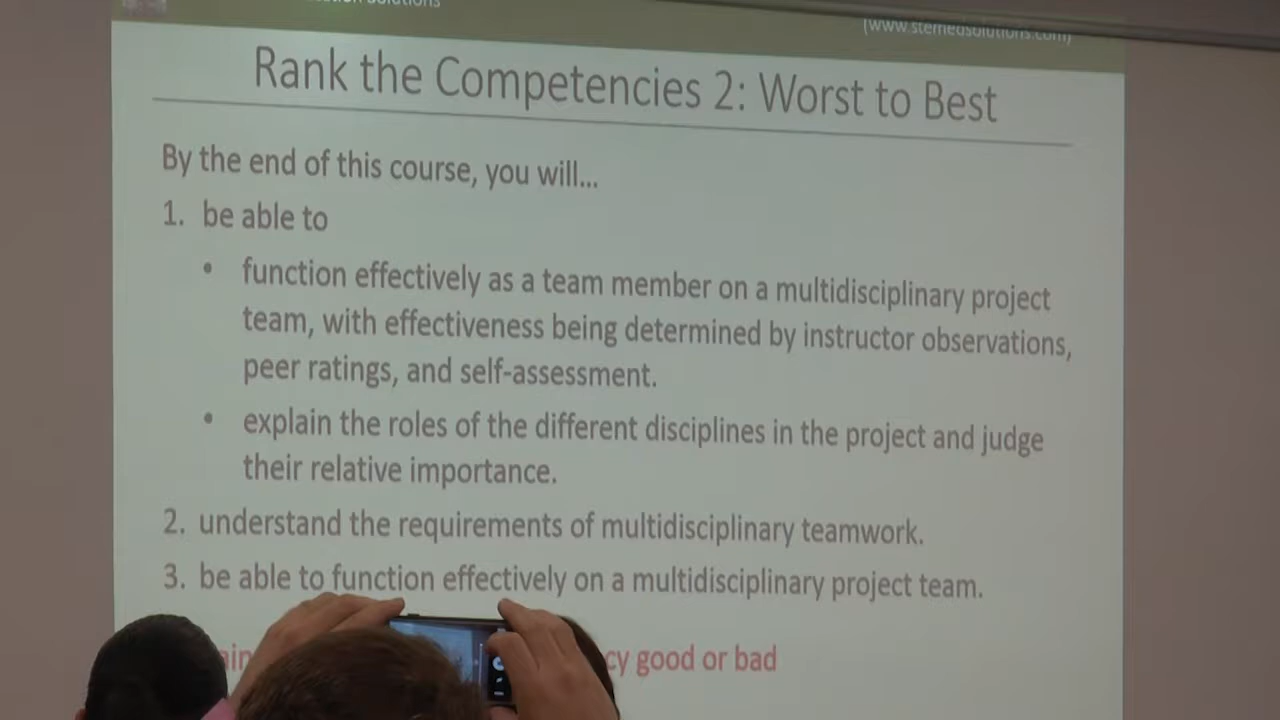 solutions
(www.stemedsolutions.com)
Rank the Competencies 2: Worst to Best
By the end of this course, you will...
1. be able to
• function effectively as a team member on a multidisciplinary project
team, with effectiveness being determined by instructor observations,
peer ratings, and self-assessment.
• explain the roles of the different disciplines in the project and judge
their relative importance.
2. understand the requirements of multidisciplinary teamwork.
3. be able to function effectively on a multidisciplinary project team.
good or bad